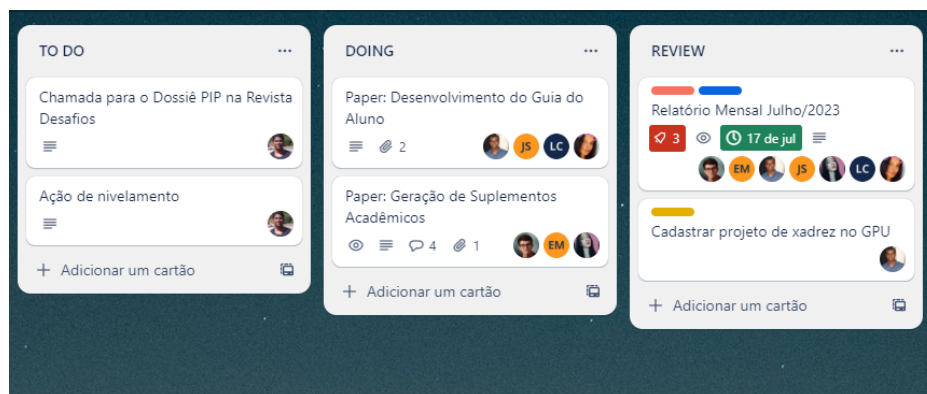 TO DO
Chamada para o Dossiê PIP na Revista
Desafios
Ação de nivelamento
Adicionar um cartão
DOING
Paper: Desenvolvimento do Guia do
Aluno
2
JS LC
Paper: Geração de Suplementos
Acadêmicos
4 1
EM
Adicionar um cartão
REVIEW
Relatório Mensal Julho/2023
3 17 de jul
EM JS LC
Cadastrar projeto de xadrez no GPU
Adicionar um cartão